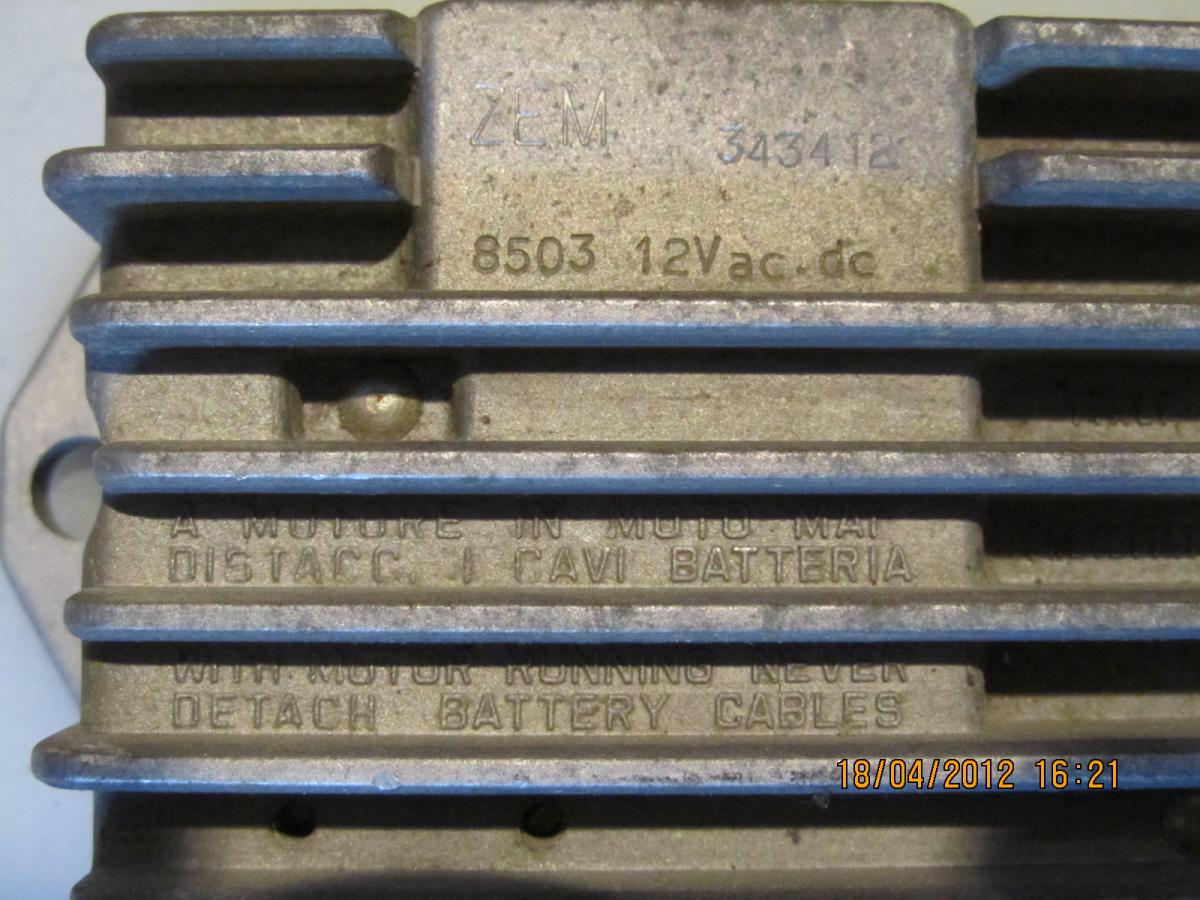 ZEM 343412
8503 12Vac.dc
A MOTORE IN MOTO MAI
DISTACC. I CAVI BATTERIA
WITH MOTOR RUNNING NEVER
DETACH BATTERY CABLES
18/04/2012 16:21